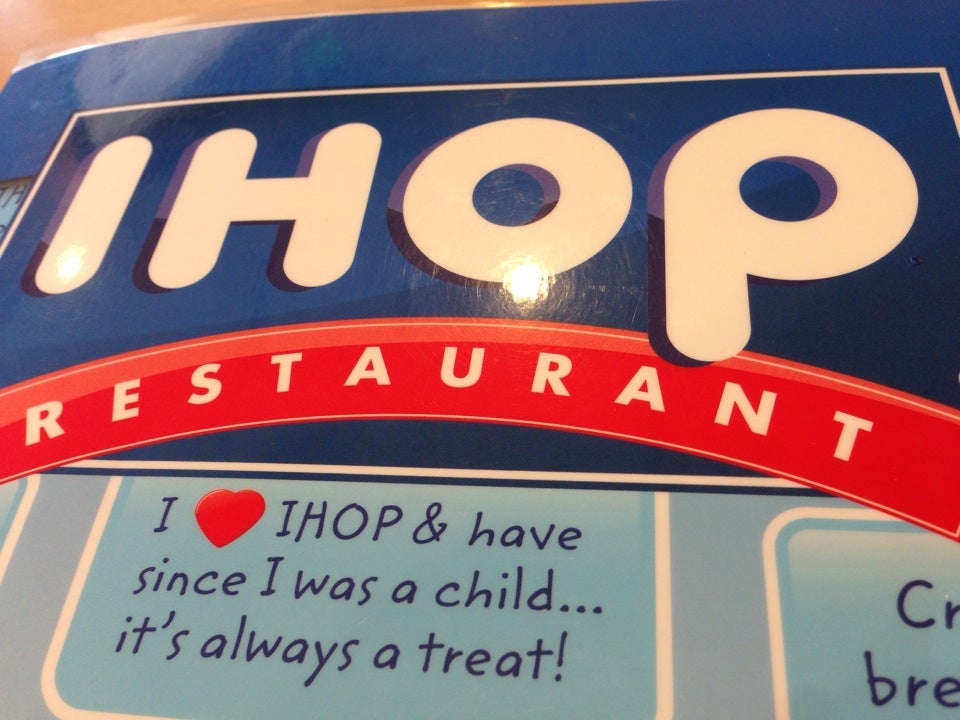 IHOP
RESTAURANT
I ❤ IHOP & have
since I was a child...
it's always a treat!